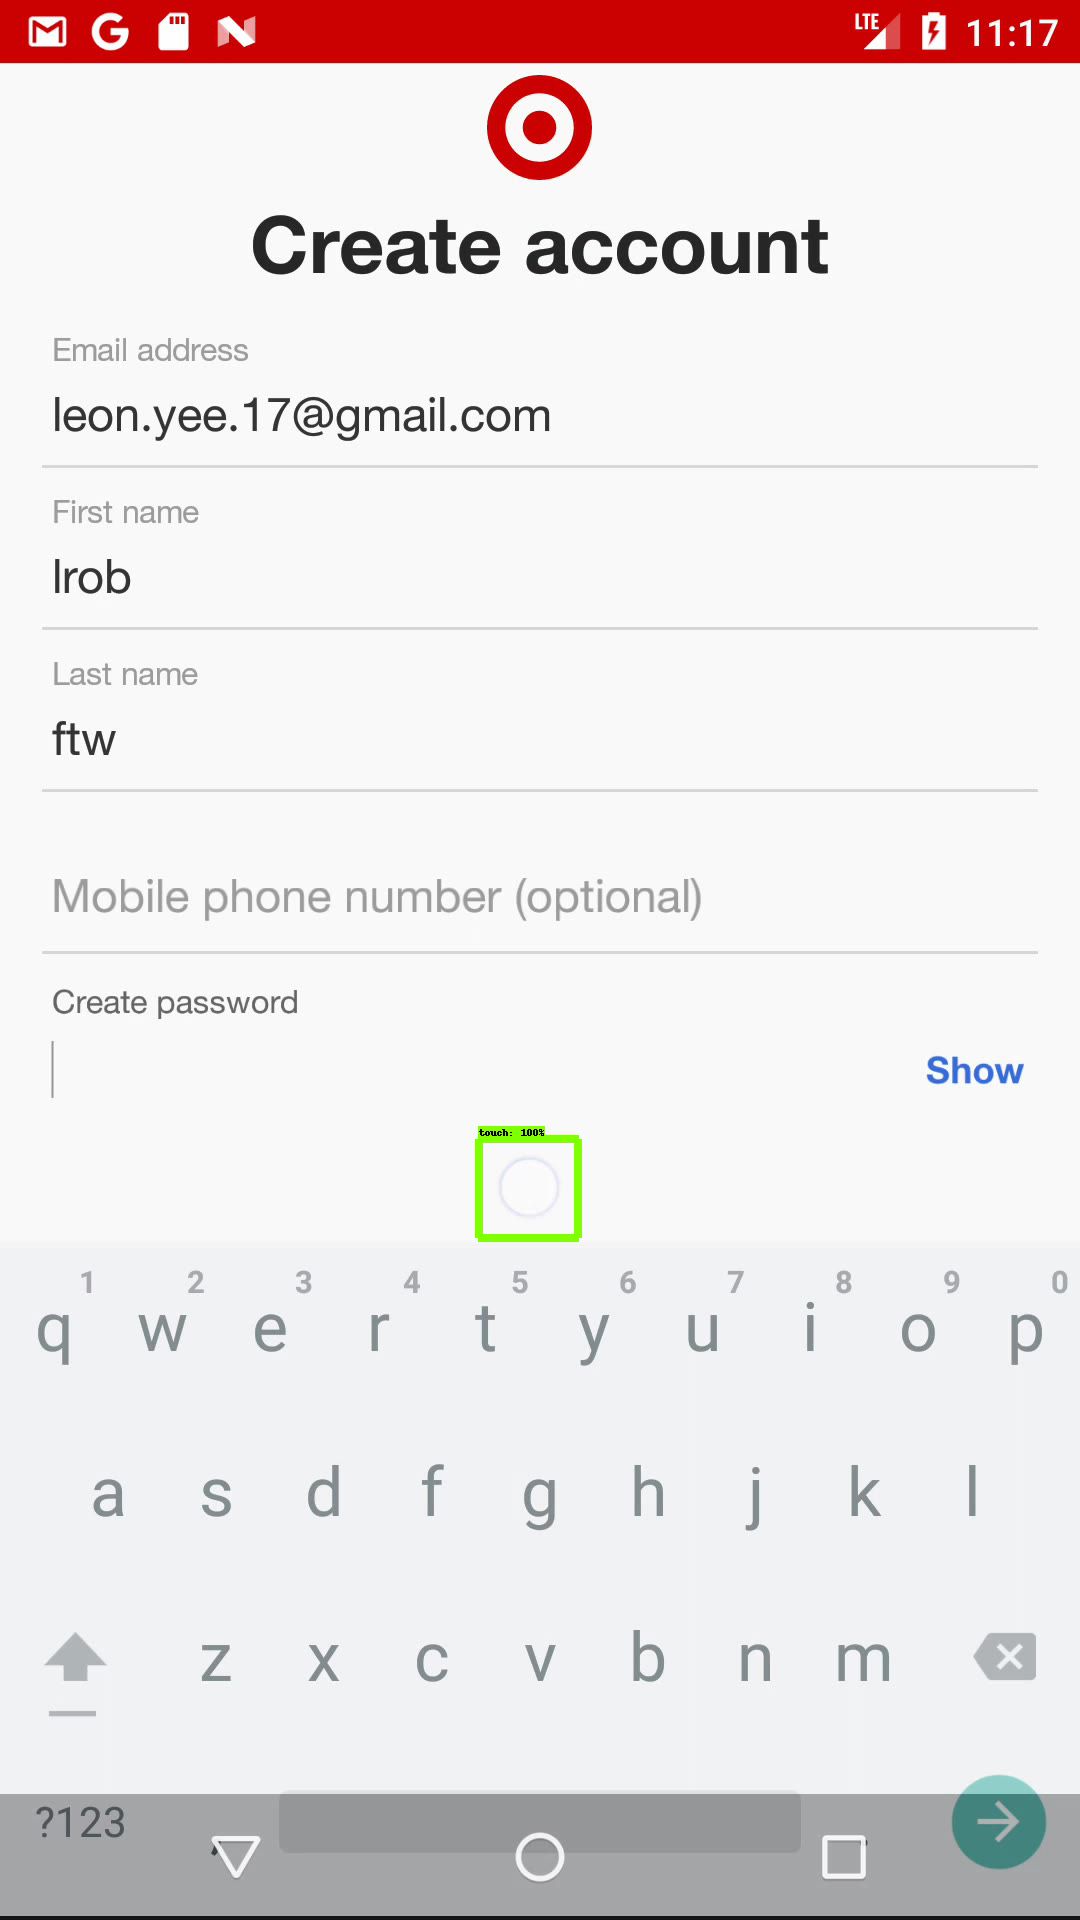 LTE 11:17
Create account
Email address
leon.yee.17@gmail.com
First name
lrob
Last name
ftw
Mobile phone number (optional)
Create password
Show
touch: 100%
1 2 3 4 5 6 7 8 9 0
q w e r t y u i o p
a s d f g h j k l
z x c v b n m
?123